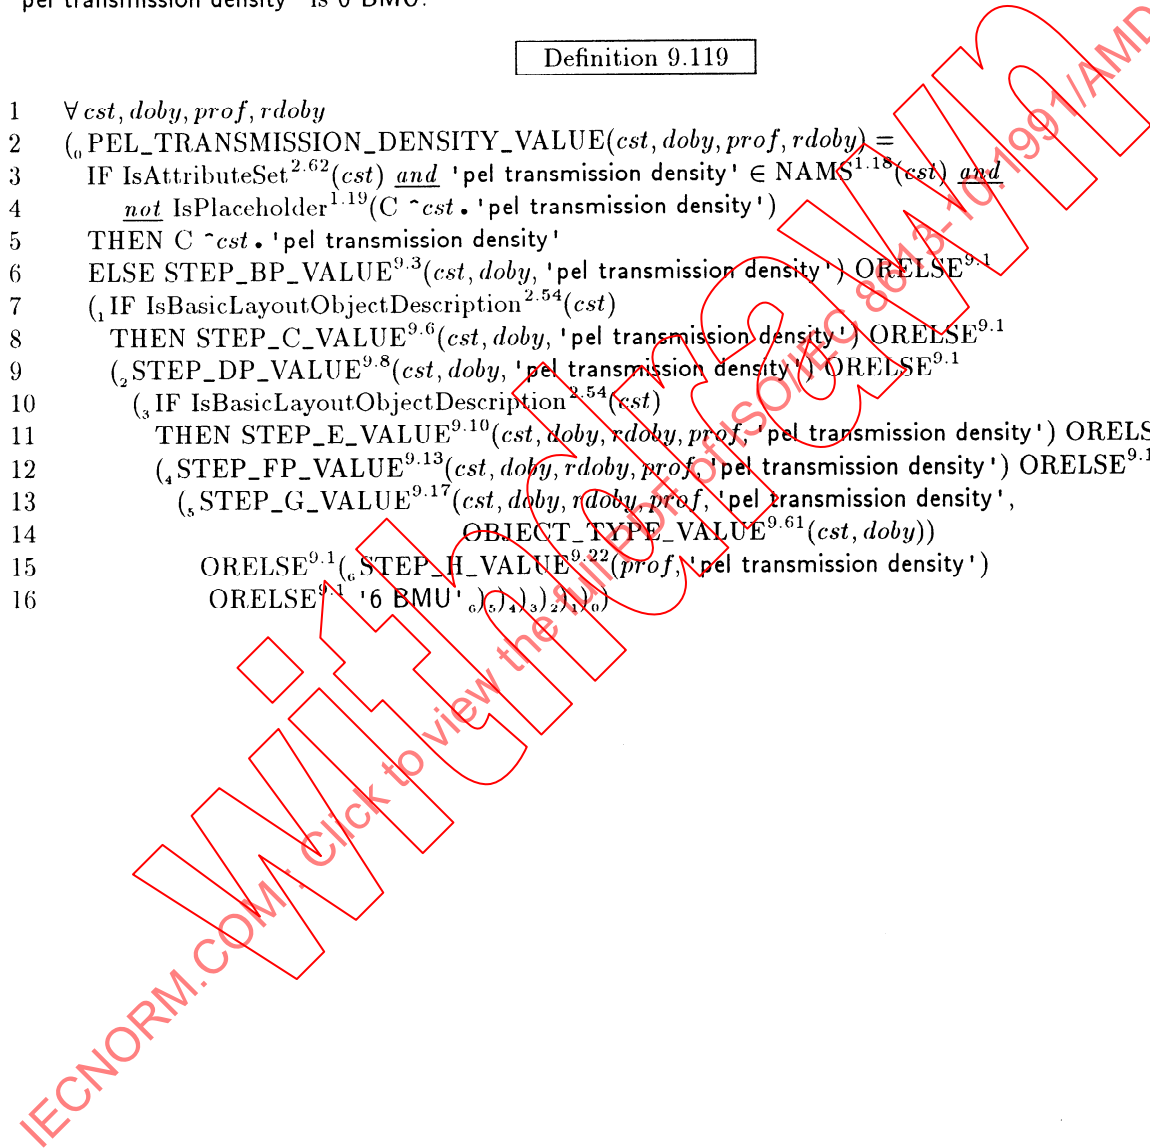 pel transmission density" is 6 BMU.
Definition 9.119
1 ∀ cst, doby, prof, rdoby
2 (₀ PEL_TRANSMISSION_DENSITY_VALUE(cst, doby, prof, rdoby) =
3 IF IsAttributeSet^2.62(cst) and 'pel transmission density' ∈ NAMS^1.18(cst) and
4 not IsPlaceholder^1.19(C ^cst • 'pel transmission density')
5 THEN C ^cst • 'pel transmission density'
6 ELSE STEP_BP_VALUE^9.3(cst, doby, 'pel transmission density') ORELSE^9.1
7 (₁ IF IsBasicLayoutObjectDescription^2.54(cst)
8 THEN STEP_C_VALUE^9.6(cst, doby, 'pel transmission density') ORELSE^9.1
9 (₂ STEP_DP_VALUE^9.8(cst, doby, 'pel transmission density') ORELSE^9.1
10 (₃ IF IsBasicLayoutObjectDescription^2.54(cst)
11 THEN STEP_E_VALUE^9.10(cst, doby, rdoby, prof, 'pel transmission density') ORELS
12 (₄ STEP_FP_VALUE^9.13(cst, doby, rdoby, prof, 'pel transmission density') ORELSE^9.1
13 (₅ STEP_G_VALUE^9.17(cst, doby, rdoby, prof, 'pel transmission density',
14 OBJECT_TYPE_VALUE^9.61(cst, doby))
15 ORELSE^9.1(₆ STEP_H_VALUE^9.22(prof, 'pel transmission density')
16 ORELSE^9.1 '6 BMU' ₆)₅)₄)₃)₂)₁)₀)
withdrawn
IECNORM.COM : Click to view the full PDF of ISO/IEC 8613-10:1991/AMD